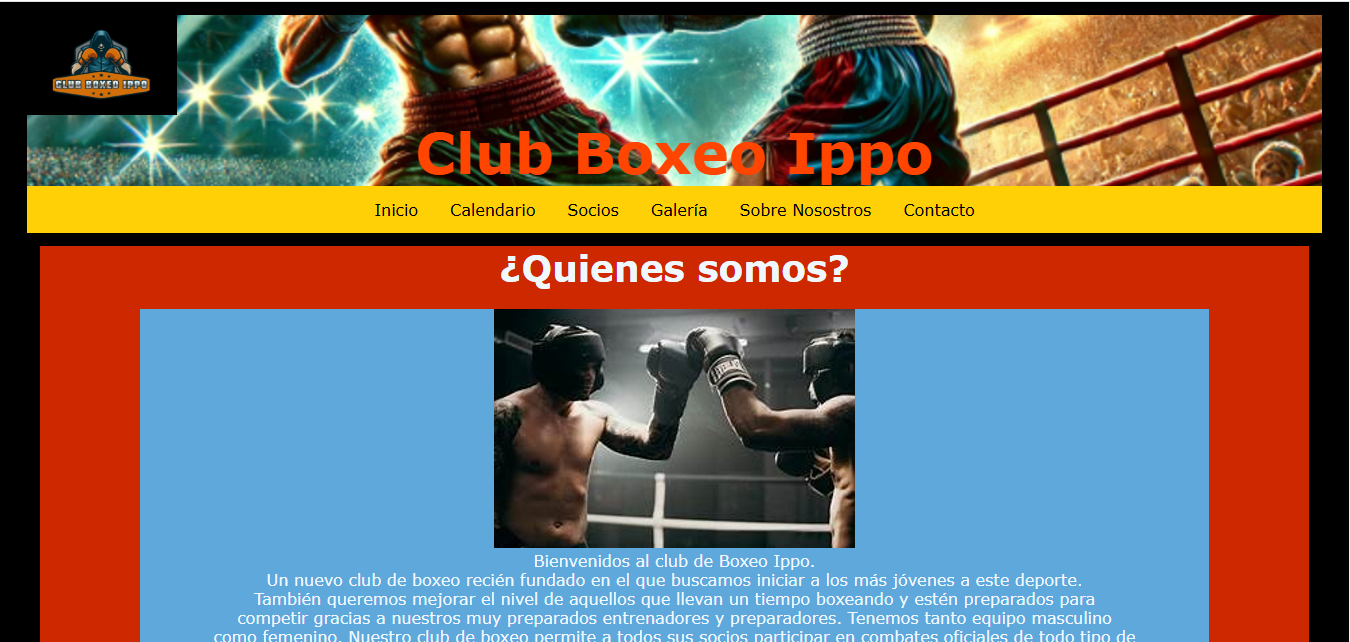 CLUB BOXEO IPPO
Club Boxeo Ippo
Inicio Calendario Socios Galería Sobre Nosostros Contacto
¿Quienes somos?
EVERLAST
Bienvenidos al club de Boxeo Ippo.
Un nuevo club de boxeo recién fundado en el que buscamos iniciar a los más jóvenes a este deporte.
También queremos mejorar el nivel de aquellos que llevan un tiempo boxeando y estén preparados para
competir gracias a nuestros muy preparados entrenadores y preparadores. Tenemos tanto equipo masculino
como femenino. Nuestro club de boxeo permite a todos sus socios participar en combates oficiales de todo tipo de